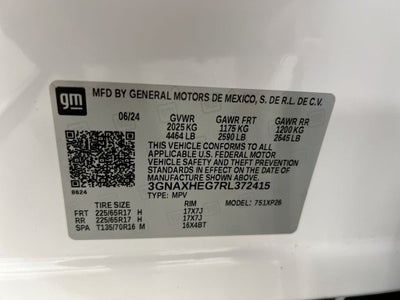 gm
MFD BY GENERAL MOTORS DE MEXICO, S. DE R.L. DE C.V.
06/24 GVWR GAWR FRT GAWR RR
2025 KG 1175 KG 1200 KG
4464 LB 2590 LB 2645 LB
THIS VEHICLE CONFORMS TO ALL APPLICABLE U.S. FEDERAL MOTOR
VEHICLE SAFETY AND THEFT PREVENTION STANDARDS IN
EFFECT ON THE DATE OF MANUFACTURE SHOWN ABOVE.
3GNAXHEG7RL372415
8624 TYPE: MPV MODEL: 751XP26
TIRE SIZE RIM
FRT 225/65R17 H 17X7J
RR 225/65R17 H 17X7J
SPA T135/70R16 M 16X4BT